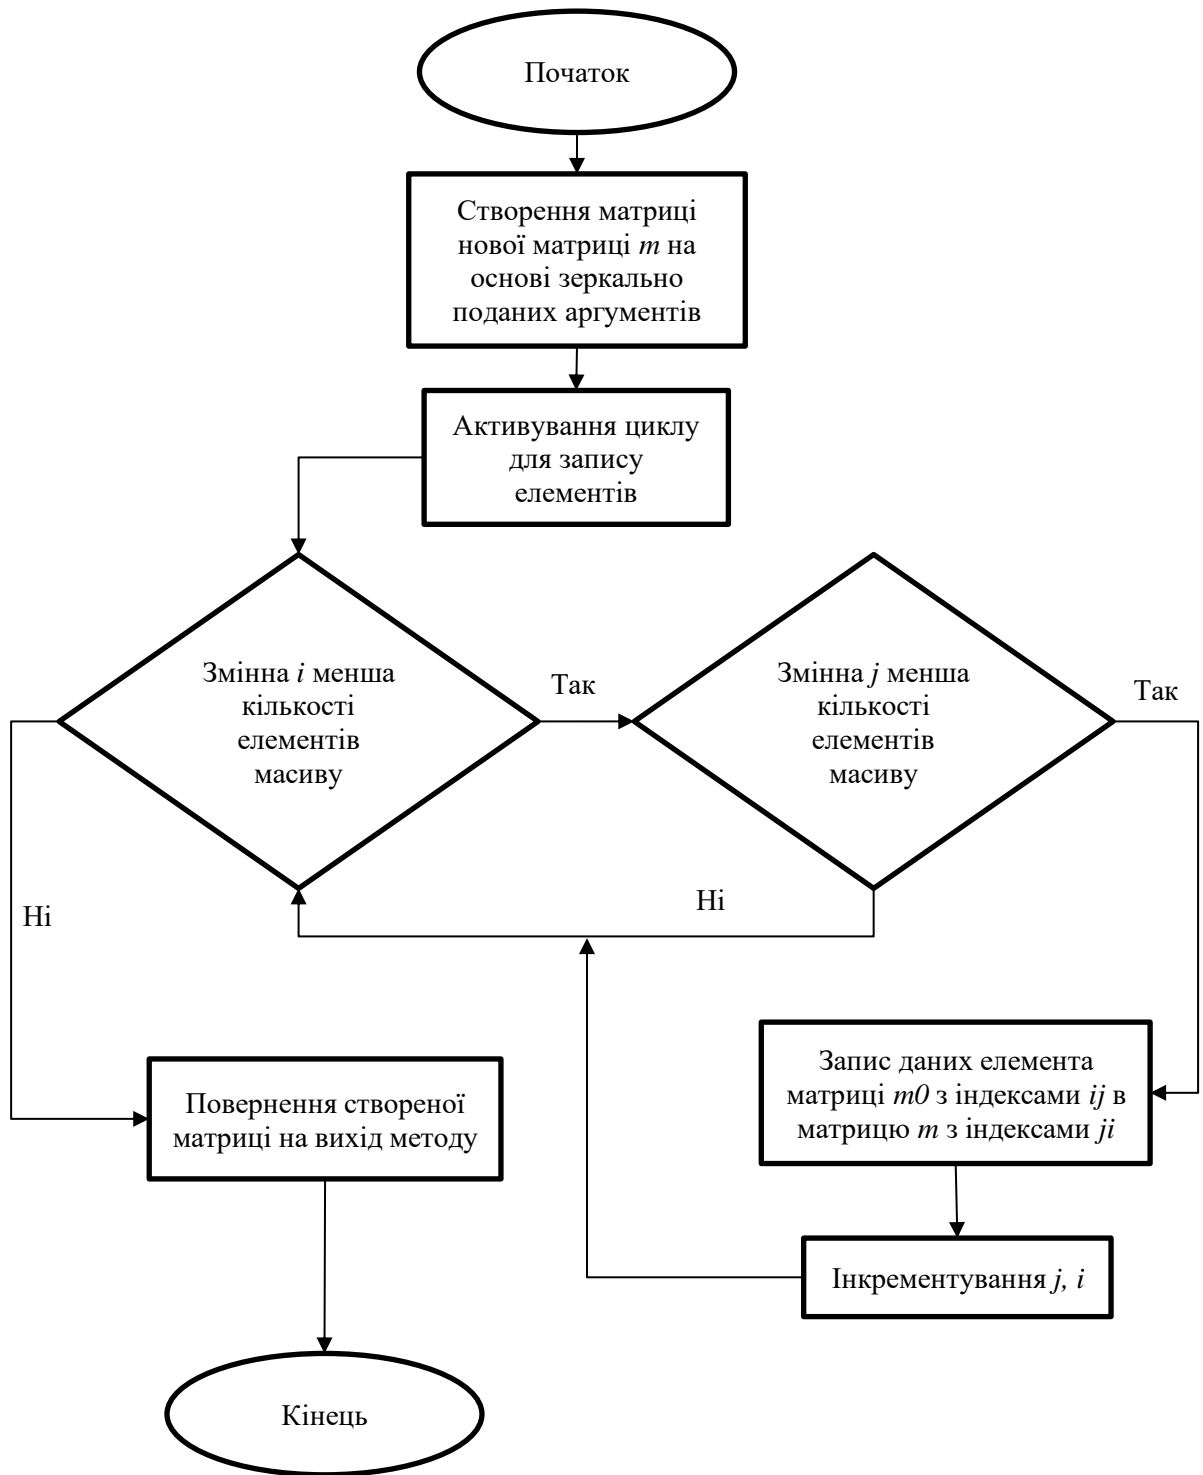 Початок
Створення матриці
нової матриці m на
основі зеркально
поданих аргументів
Активування циклу
для запису
елементів
Змінна i менша
кількості
елементів
масиву
Так
Змінна j менша
кількості
елементів
масиву
Так
Ні
Ні
Запис даних елемента
матриці m0 з індексами ij в
матрицю m з індексами ji
Повернення створеної
матриці на вихід методу
Інкрементування j, i
Кінець